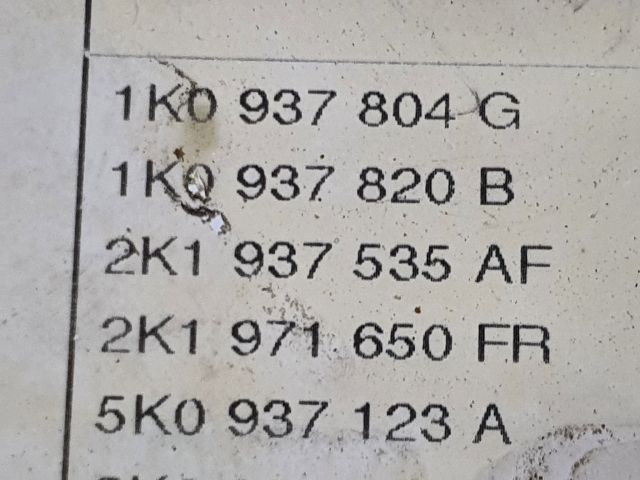 1K0 937 804 G
1K0 937 820 B
2K1 937 535 AF
2K1 971 650 FR
5K0 937 123 A